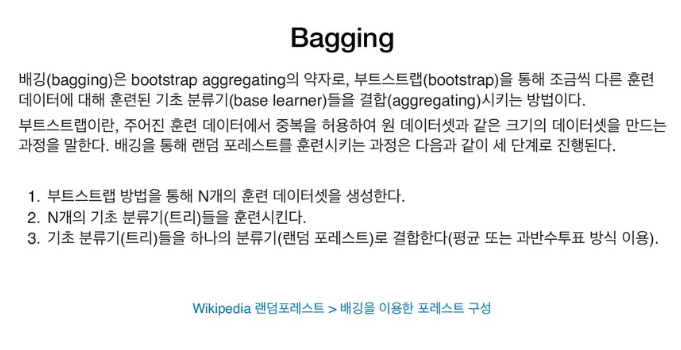 Bagging
배깅(bagging)은 bootstrap aggregating의 약자로, 부트스트랩(bootstrap)을 통해 조금씩 다른 훈련
데이터에 대해 훈련된 기초 분류기(base learner)들을 결합(aggregating)시키는 방법이다.
부트스트랩이란, 주어진 훈련 데이터에서 중복을 허용하여 원 데이터셋과 같은 크기의 데이터셋을 만드는
과정을 말한다. 배깅을 통해 랜덤 포레스트를 훈련시키는 과정은 다음과 같이 세 단계로 진행된다.
1. 부트스트랩 방법을 통해 N개의 훈련 데이터셋을 생성한다.
2. N개의 기초 분류기(트리)들을 훈련시킨다.
3. 기초 분류기(트리)들을 하나의 분류기(랜덤 포레스트)로 결합한다(평균 또는 과반수투표 방식 이용).
Wikipedia 랜덤포레스트 > 배깅을 이용한 포레스트 구성